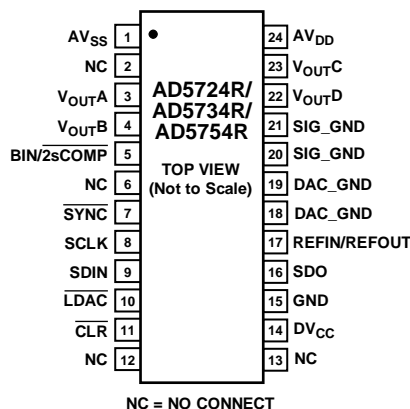 AVSS 1
NC 2
VOUTA 3
VOUTB 4
BIN/2sCOMP 5
NC 6
SYNC 7
SCLK 8
SDIN 9
LDAC 10
CLR 11
NC 12
AD5724R/
AD5734R/
AD5754R
TOP VIEW
(Not to Scale)
24 AVDD
23 VOUTC
22 VOUTD
21 SIG_GND
20 SIG_GND
19 DAC_GND
18 DAC_GND
17 REFIN/REFOUT
16 SDO
15 GND
14 DVCC
13 NC
NC = NO CONNECT